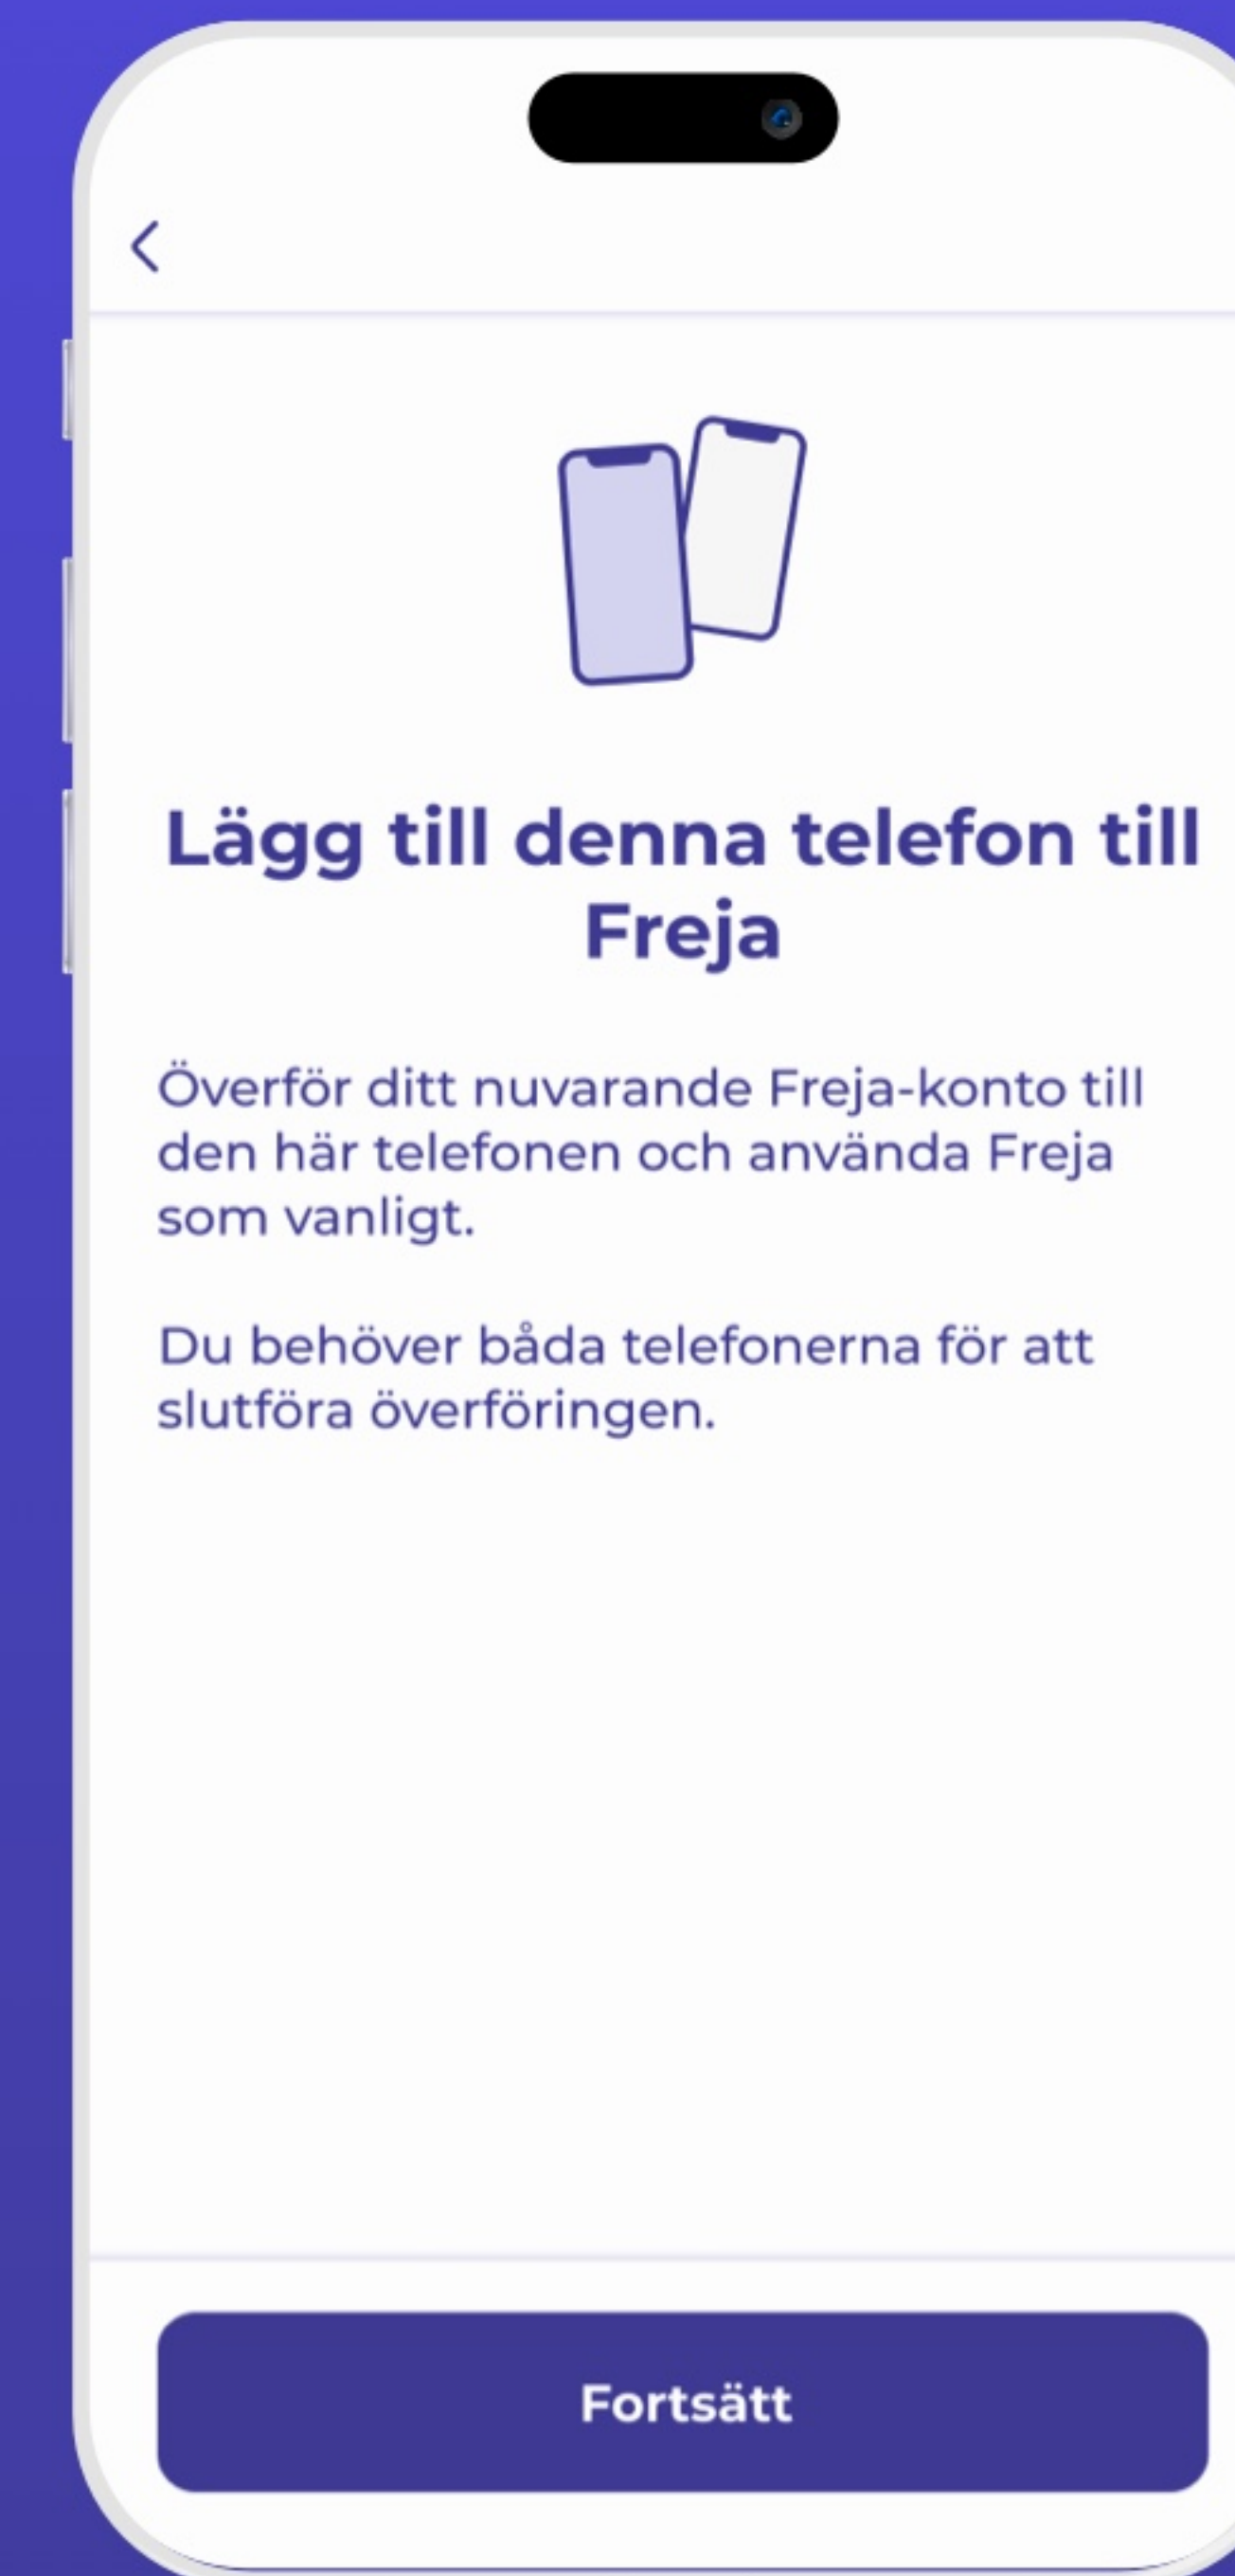 Lägg till denna telefon till
Freja
Överför ditt nuvarande Freja-konto till
den här telefonen och använda Freja
som vanligt.
Du behöver båda telefonerna för att
slutföra överföringen.
Fortsätt